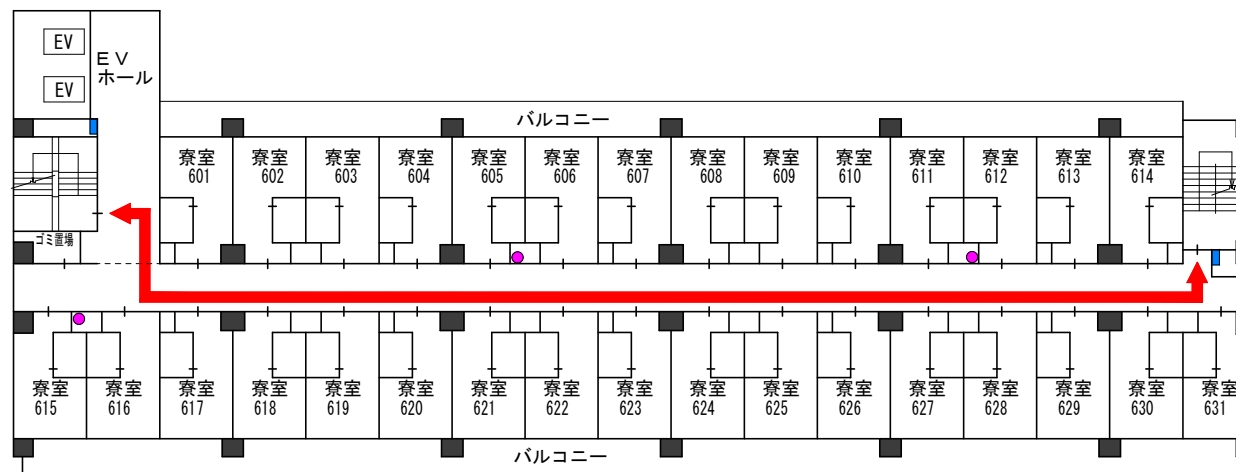 EV
EV
ＥＶ
ホール
バルコニー
寮室
601
寮室
602
寮室
603
寮室
604
寮室
605
寮室
606
寮室
607
寮室
608
寮室
609
寮室
610
寮室
611
寮室
612
寮室
613
寮室
614
ゴミ置場
寮室
615
寮室
616
寮室
617
寮室
618
寮室
619
寮室
620
寮室
621
寮室
622
寮室
623
寮室
624
寮室
625
寮室
626
寮室
627
寮室
628
寮室
629
寮室
630
寮室
631
バルコニー